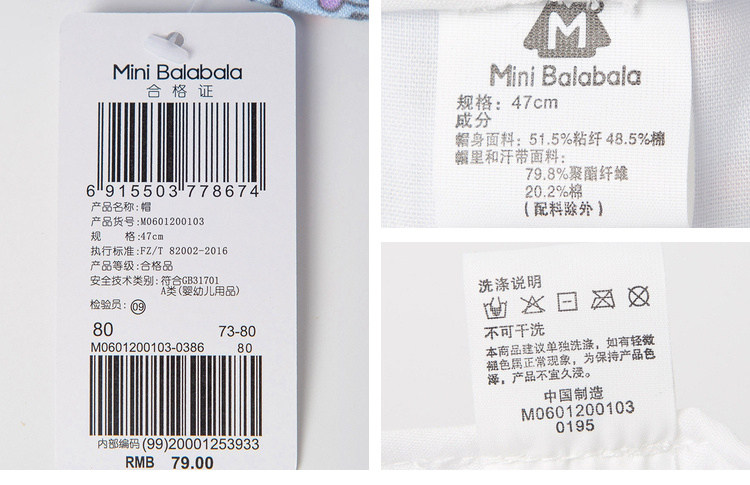 Mini Balabala
合格证
6 915503 778674
产品名称:帽
产品货号:M0601200103
规 格:47cm
执行标准:FZ/T 82002-2016
产品等级:合格品
安全技术类别:符合GB31701
A类(婴幼儿用品)
检验员: 09
80 73-80
M0601200103-0386 80
内部编码 (99)20001253933
RMB 79.00
M
Mini Balabala
规格: 47cm
成分
帽身面料: 51.5%粘纤 48.5%棉
帽里和汗带面料:
79.8%聚酯纤维
20.2%棉
(配料除外)
洗涤说明
不可干洗
本商品建议单独洗涤, 如有轻微
褪色属正常现象, 为保持产品色
泽, 产品不宜久浸。
中国制造
M0601200103
0195